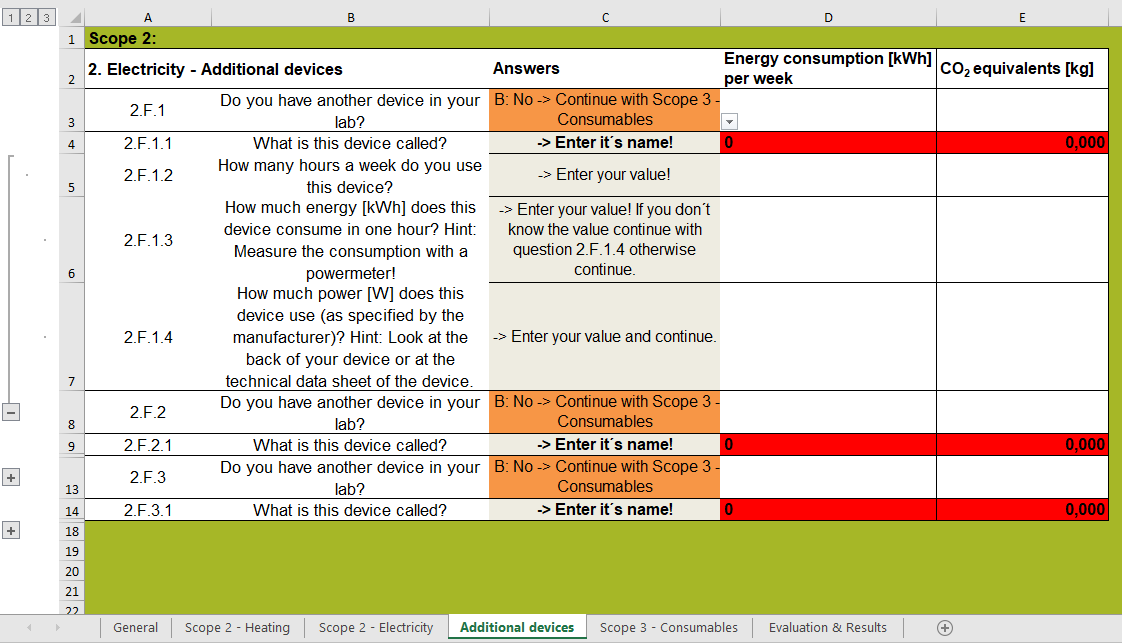 1 2 3
A B C D E
1 Scope 2:
2 2. Electricity - Additional devices Answers Energy consumption [kWh] per week CO₂ equivalents [kg]
3 2.F.1 Do you have another device in your lab? B: No -> Continue with Scope 3 - Consumables
4 2.F.1.1 What is this device called? -> Enter it´s name! 0 0,000
5 2.F.1.2 How many hours a week do you use this device? -> Enter your value!
6 2.F.1.3 How much energy [kWh] does this device consume in one hour? Hint: Measure the consumption with a powermeter! -> Enter your value! If you don´t know the value continue with question 2.F.1.4 otherwise continue.
7 2.F.1.4 How much power [W] does this device use (as specified by the manufacturer)? Hint: Look at the back of your device or at the technical data sheet of the device. -> Enter your value and continue.
8 2.F.2 Do you have another device in your lab? B: No -> Continue with Scope 3 - Consumables
9 2.F.2.1 What is this device called? -> Enter it´s name! 0 0,000
13 2.F.3 Do you have another device in your lab? B: No -> Continue with Scope 3 - Consumables
14 2.F.3.1 What is this device called? -> Enter it´s name! 0 0,000
18
19
20
21
22
General Scope 2 - Heating Scope 2 - Electricity Additional devices Scope 3 - Consumables Evaluation & Results